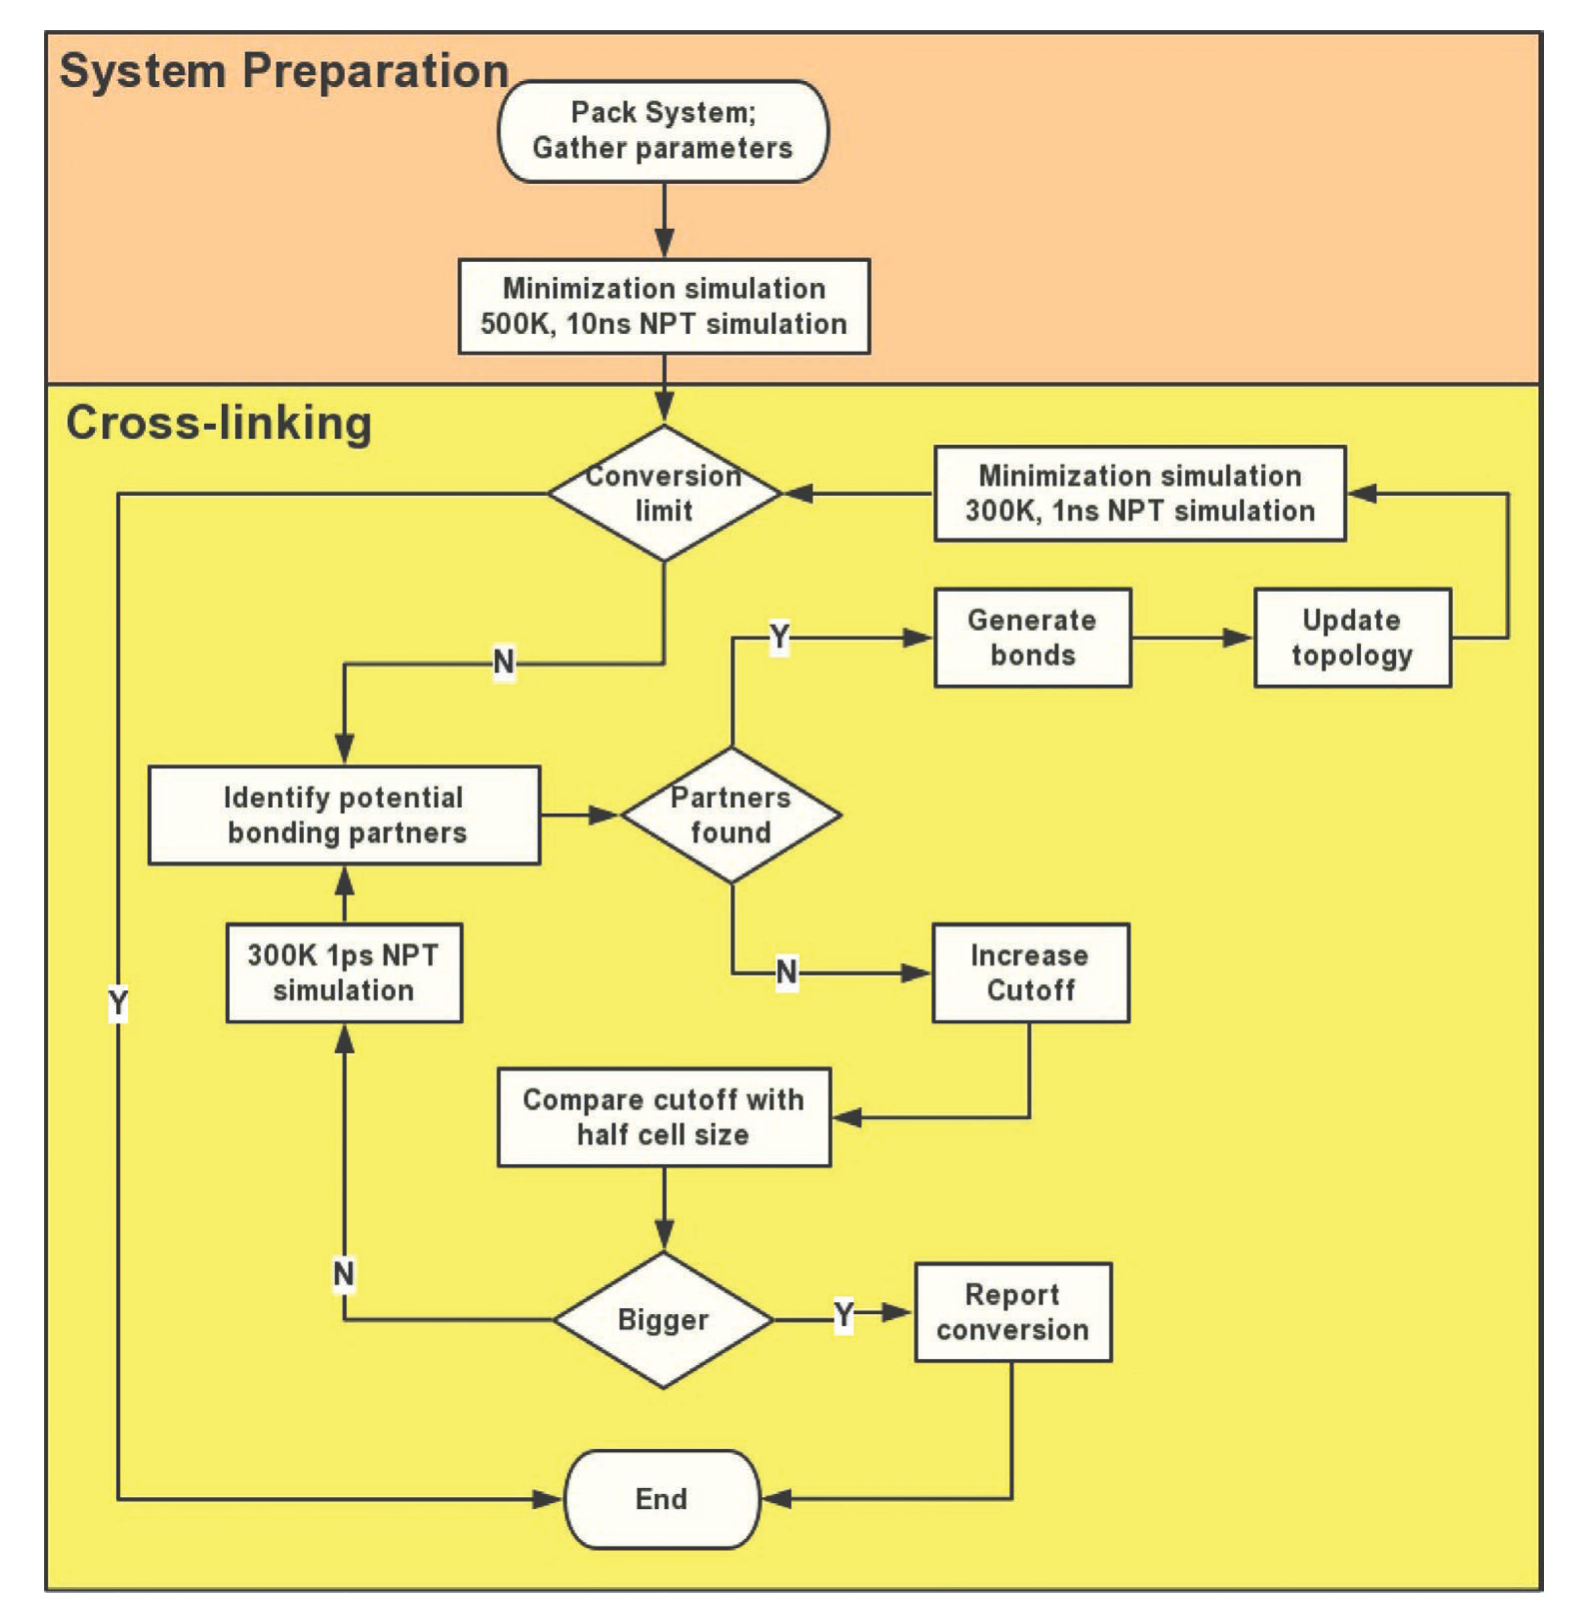 System Preparation
Pack System;
Gather parameters
Minimization simulation
500K, 10ns NPT simulation
Cross-linking
Conversion
limit
Minimization simulation
300K, 1ns NPT simulation
Y
Generate
bonds
Update
topology
N
Identify potential
bonding partners
Partners
found
300K 1ps NPT
simulation
N
Increase
Cutoff
Y
Compare cutoff with
half cell size
N
Bigger
Y
Report
conversion
End